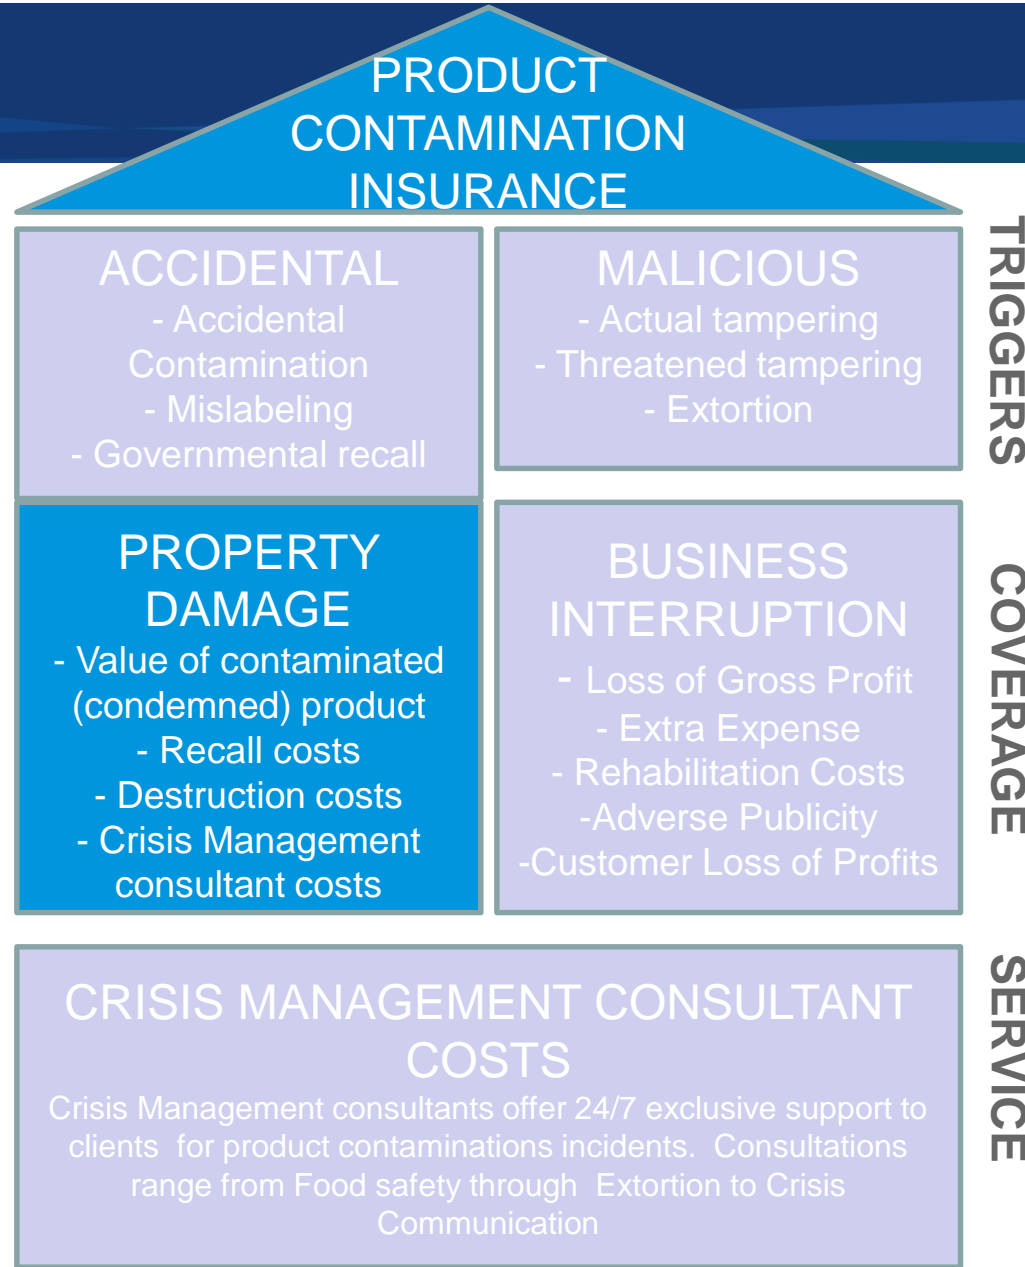 PRODUCT
CONTAMINATION
INSURANCE
ACCIDENTAL
- Accidental
Contamination
- Mislabeling
- Governmental recall
MALICIOUS
- Actual tampering
- Threatened tampering
- Extortion
TRIGGERS
PROPERTY
DAMAGE
- Value of contaminated
(condemned) product
- Recall costs
- Destruction costs
- Crisis Management
consultant costs
BUSINESS
INTERRUPTION
- Loss of Gross Profit
- Extra Expense
- Rehabilitation Costs
-Adverse Publicity
-Customer Loss of Profits
COVERAGE
CRISIS MANAGEMENT CONSULTANT
COSTS
Crisis Management consultants offer 24/7 exclusive support to
clients for product contaminations incidents. Consultations
range from Food safety through Extortion to Crisis
Communication
SERVICE